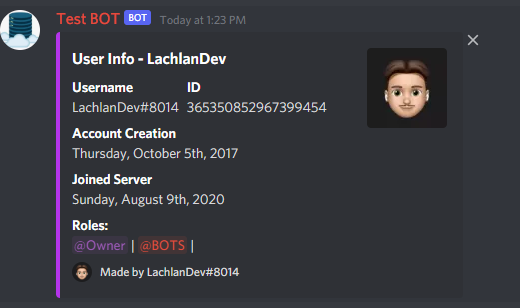 Test BOT BOT Today at 1:23 PM
User Info - LachlanDev
Username ID
LachlanDev#8014 365350852967399454
Account Creation
Thursday, October 5th, 2017
Joined Server
Sunday, August 9th, 2020
Roles:
@Owner | @BOTS |
Made by LachlanDev#8014